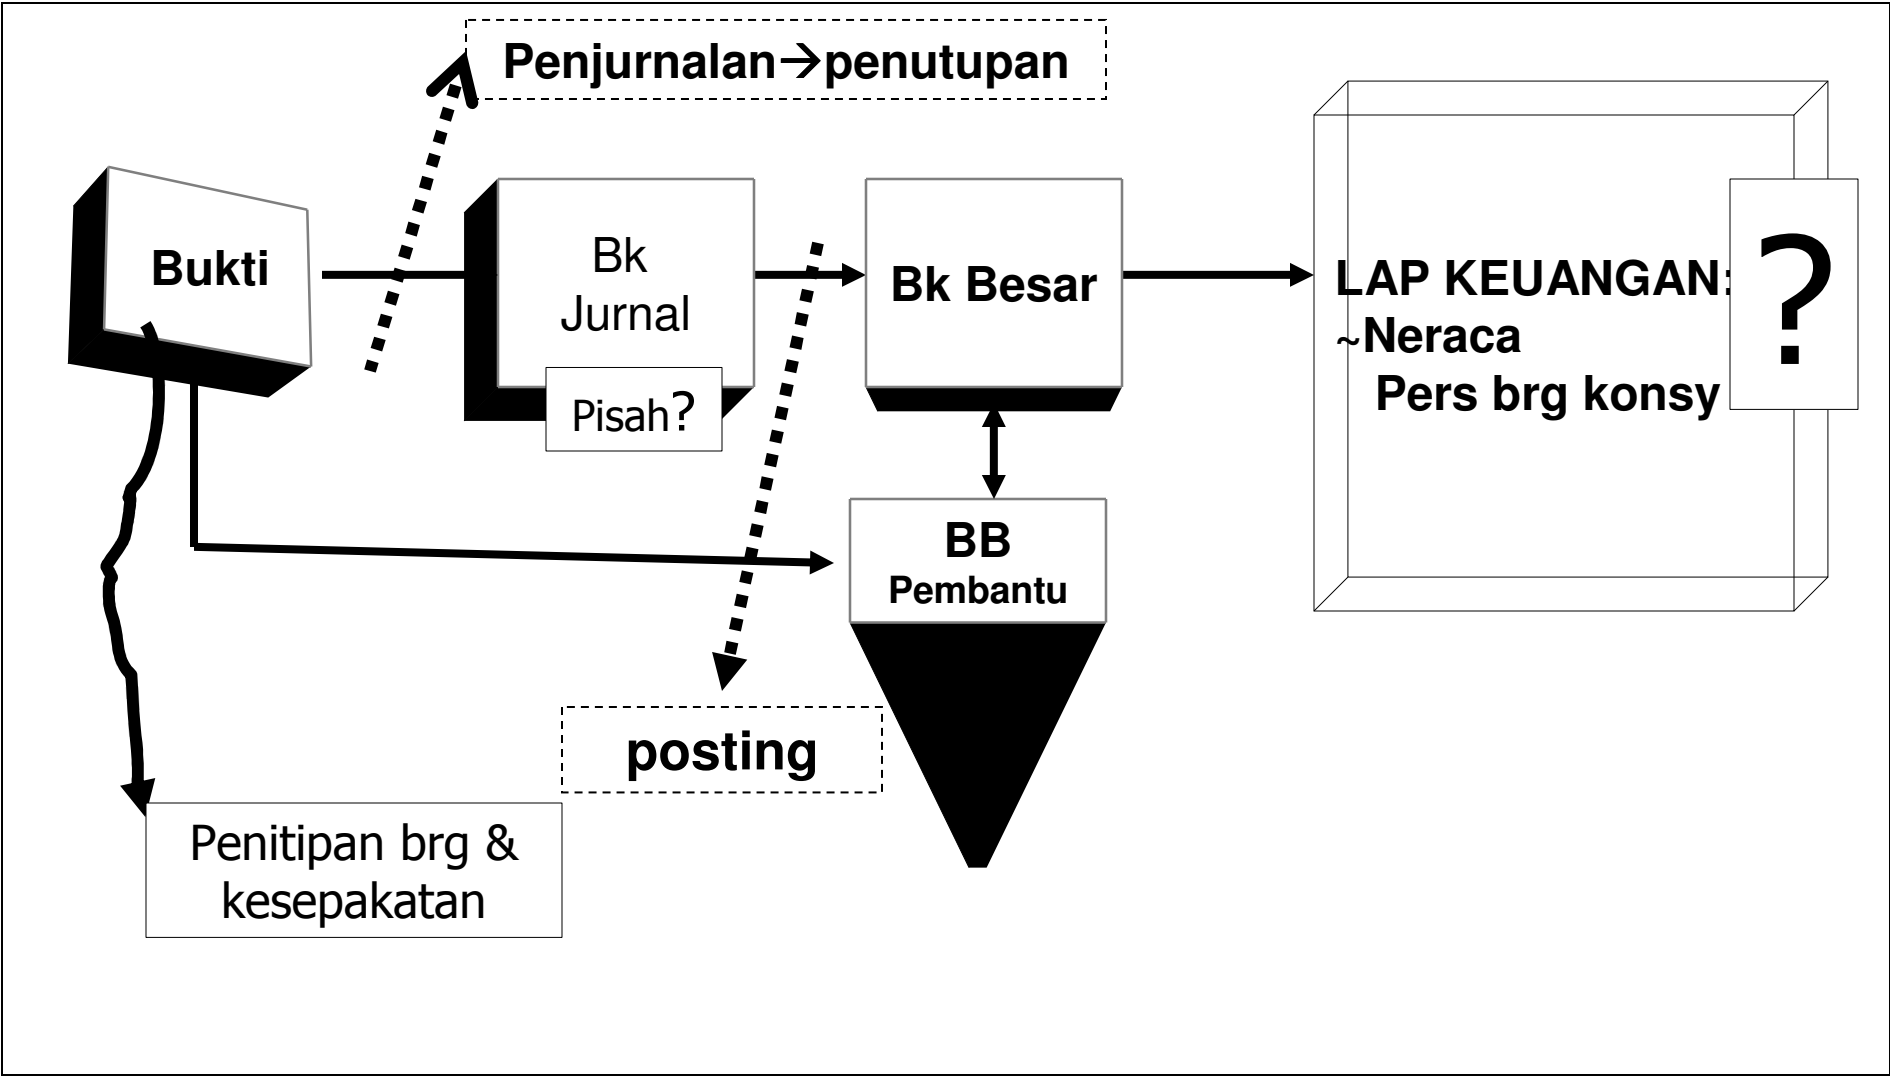 Penjurnalan→penutupan
Bukti
Bk
Jurnal
Pisah?
Bk Besar
LAP KEUANGAN:
~Neraca
Pers brg konsy
?
BB
Pembantu
posting
Penitipan brg &
kesepakatan